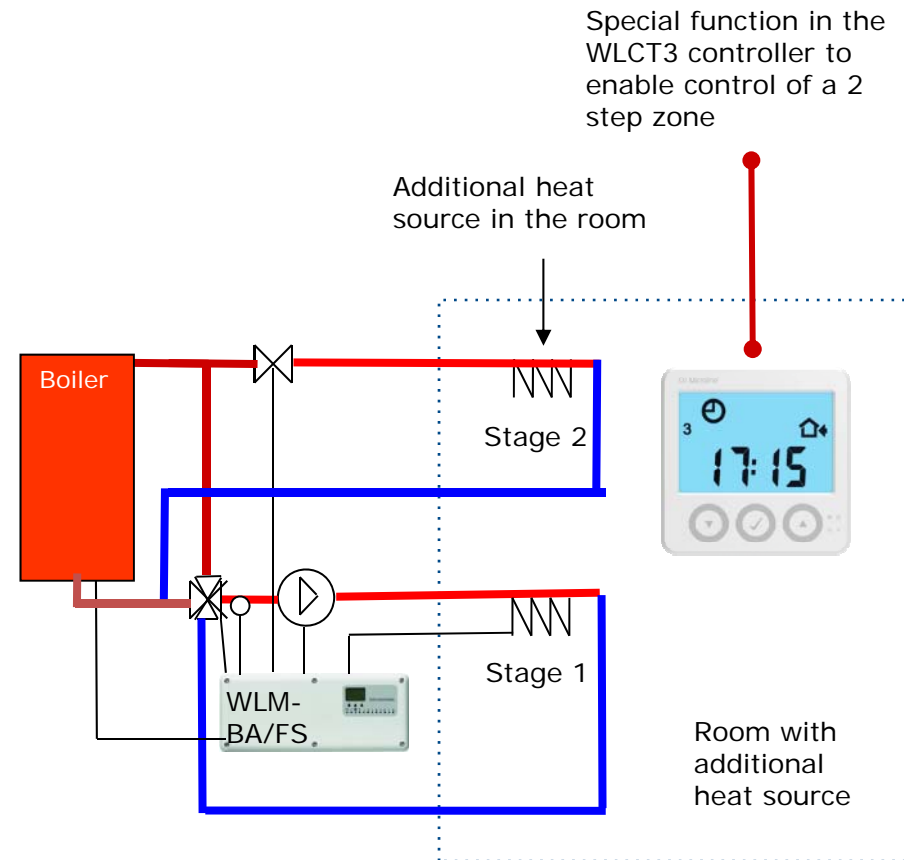 Special function in the
WLCT3 controller to
enable control of a 2
step zone
Additional heat
source in the room
Boiler
Stage 2
3
17:15
Stage 1
WLM-
BA/FS
Room with
additional
heat source